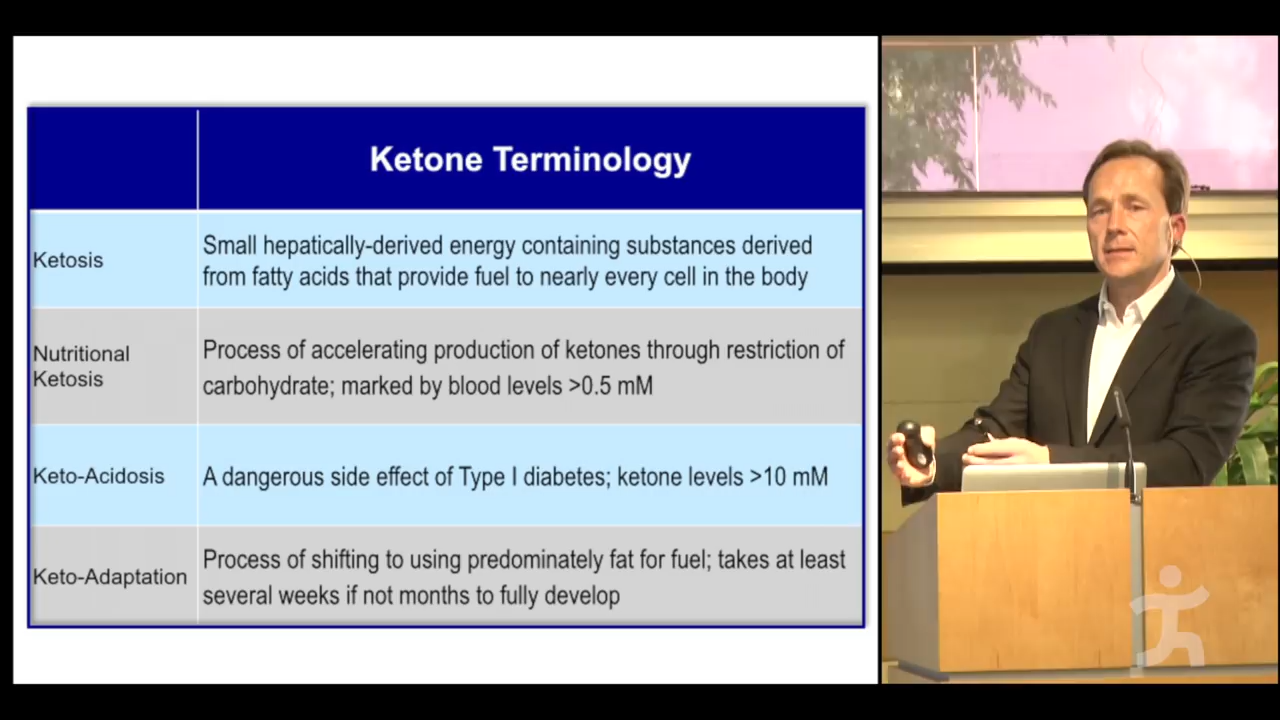 Ketone Terminology
Ketosis
Small hepatically-derived energy containing substances derived
from fatty acids that provide fuel to nearly every cell in the body
Nutritional
Ketosis
Process of accelerating production of ketones through restriction of
carbohydrate; marked by blood levels >0.5 mM
Keto-Acidosis
A dangerous side effect of Type I diabetes; ketone levels >10 mM
Keto-Adaptation
Process of shifting to using predominately fat for fuel; takes at least
several weeks if not months to fully develop